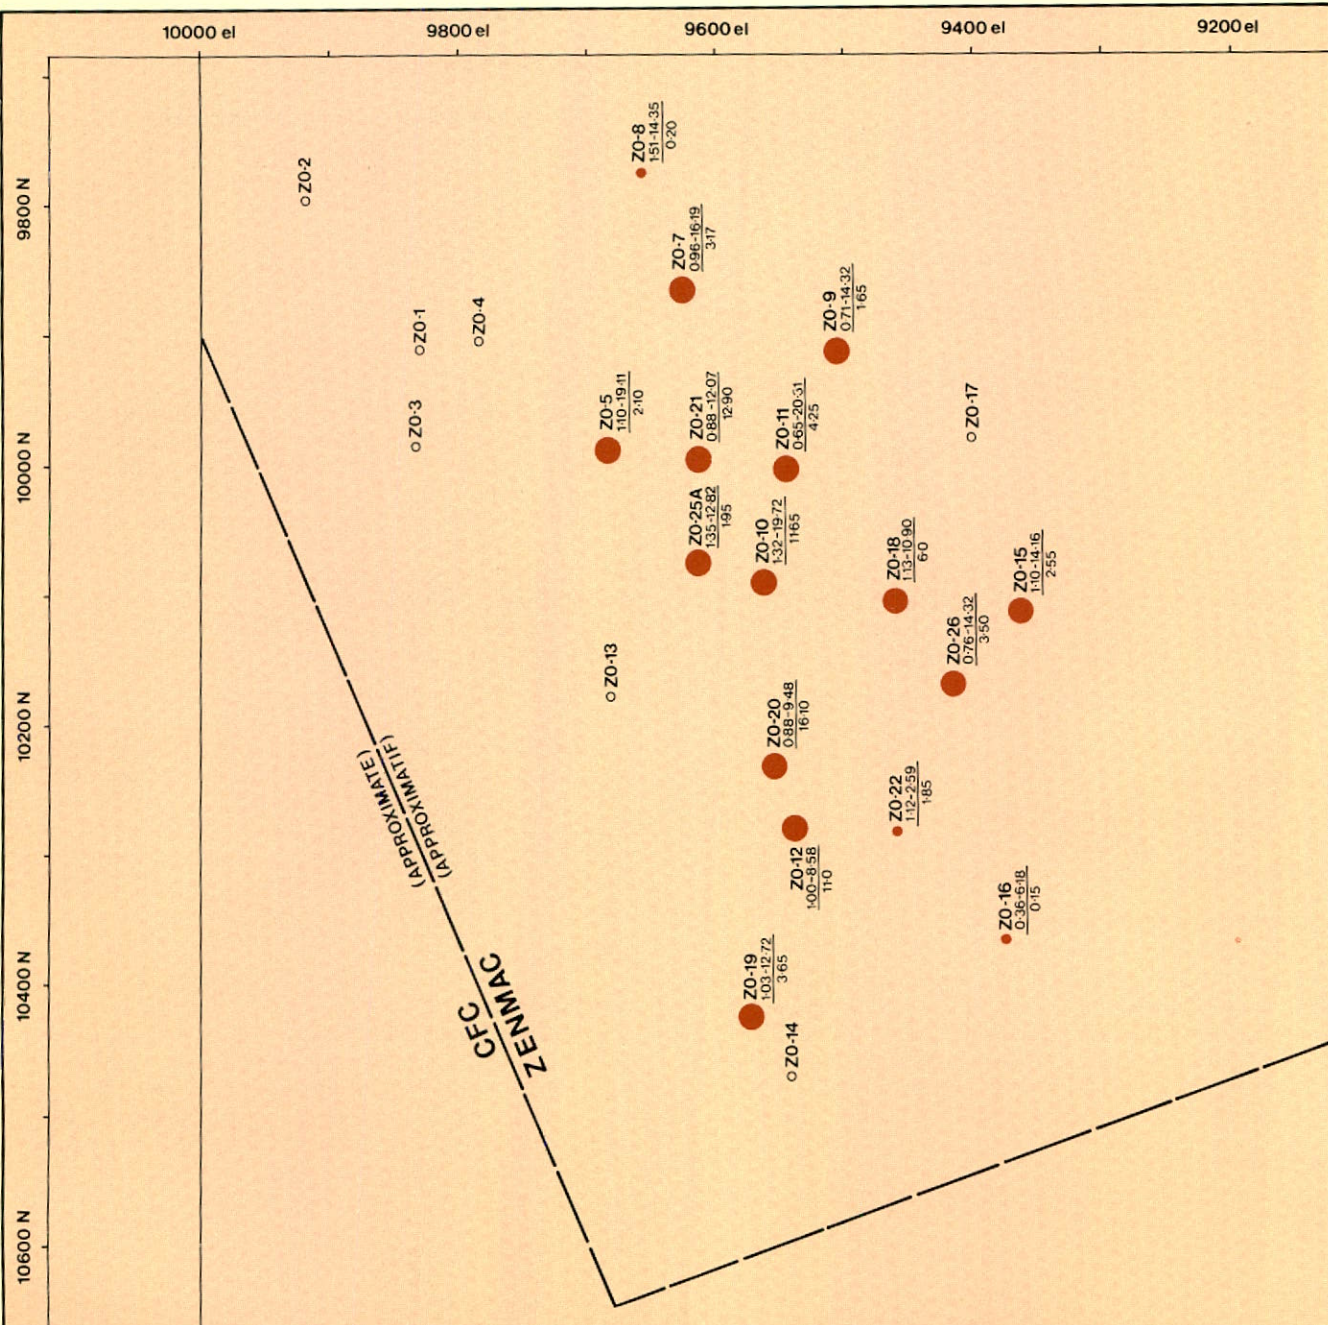 10000 el
9800 el
9600 el
9400 el
9200 el
9800 N
10000 N
10200 N
10400 N
10600 N
ZO-2
ZO-8
1·51-14·35
0·20
ZO-7
0·96-16·19
3·17
ZO-1
ZO-4
ZO-9
0·71-14·32
1·65
ZO-3
ZO-5
1·10-19·11
2·10
ZO-21
0·88-12·07
12·90
ZO-11
0·65-20·31
4·25
ZO-17
ZO-25A
1·35-12·82
1·95
ZO-10
1·32-19·72
11·65
ZO-18
1·13-10·90
6·0
ZO-15
1·10-14·16
2·55
ZO-13
ZO-26
0·76-14·32
3·50
ZO-20
0·88-9·48
16·10
ZO-22
1·12-2·59
1·85
ZO-12
1·00-8·58
11·0
ZO-16
0·36-6·18
0·15
ZO-19
1·03-12·72
3·65
ZO-14
(APPROXIMATE)
(APPROXIMATIF)
CFC
ZENMAC